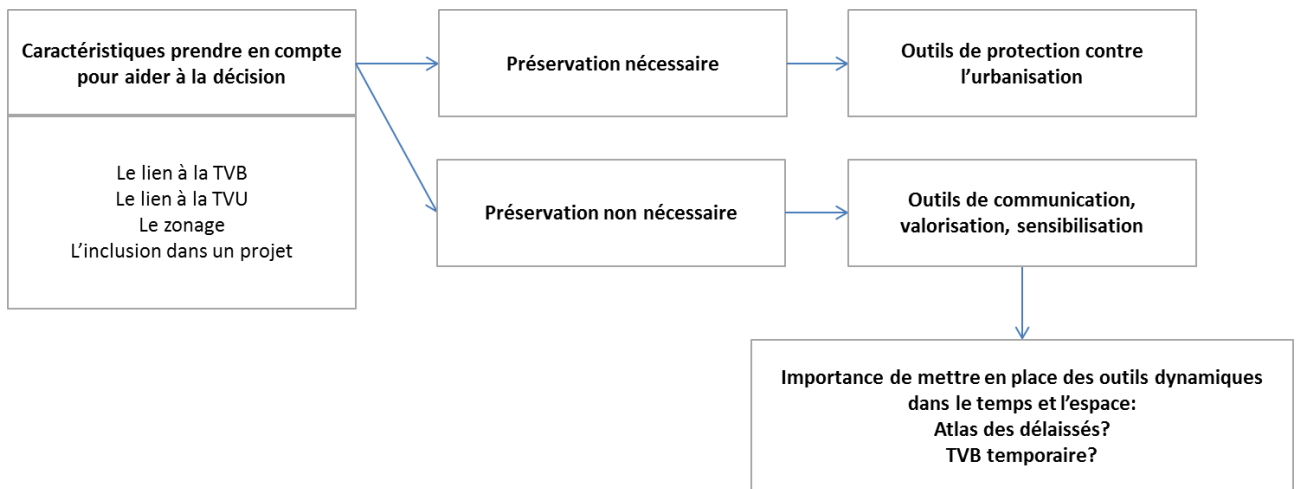 Caractéristiques prendre en compte
pour aider à la décision
Le lien à la TVB
Le lien à la TVU
Le zonage
L'inclusion dans un projet
Préservation nécessaire
Outils de protection contre
l'urbanisation
Préservation non nécessaire
Outils de communication,
valorisation, sensibilisation
Importance de mettre en place des outils dynamiques
dans le temps et l'espace:
Atlas des délaissés?
TVB temporaire?